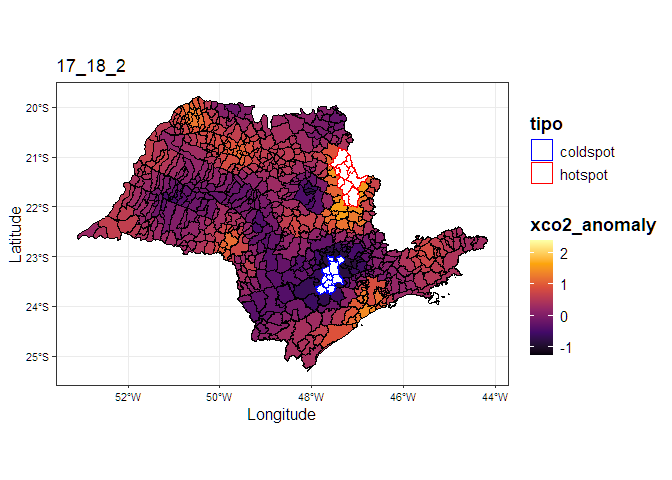 17_18_2
20°S
21°S
22°S
23°S
24°S
25°S
Latitude
52°W
50°W
48°W
46°W
44°W
Longitude
tipo
coldspot
hotspot
xco2_anomaly
2
1
0
-1